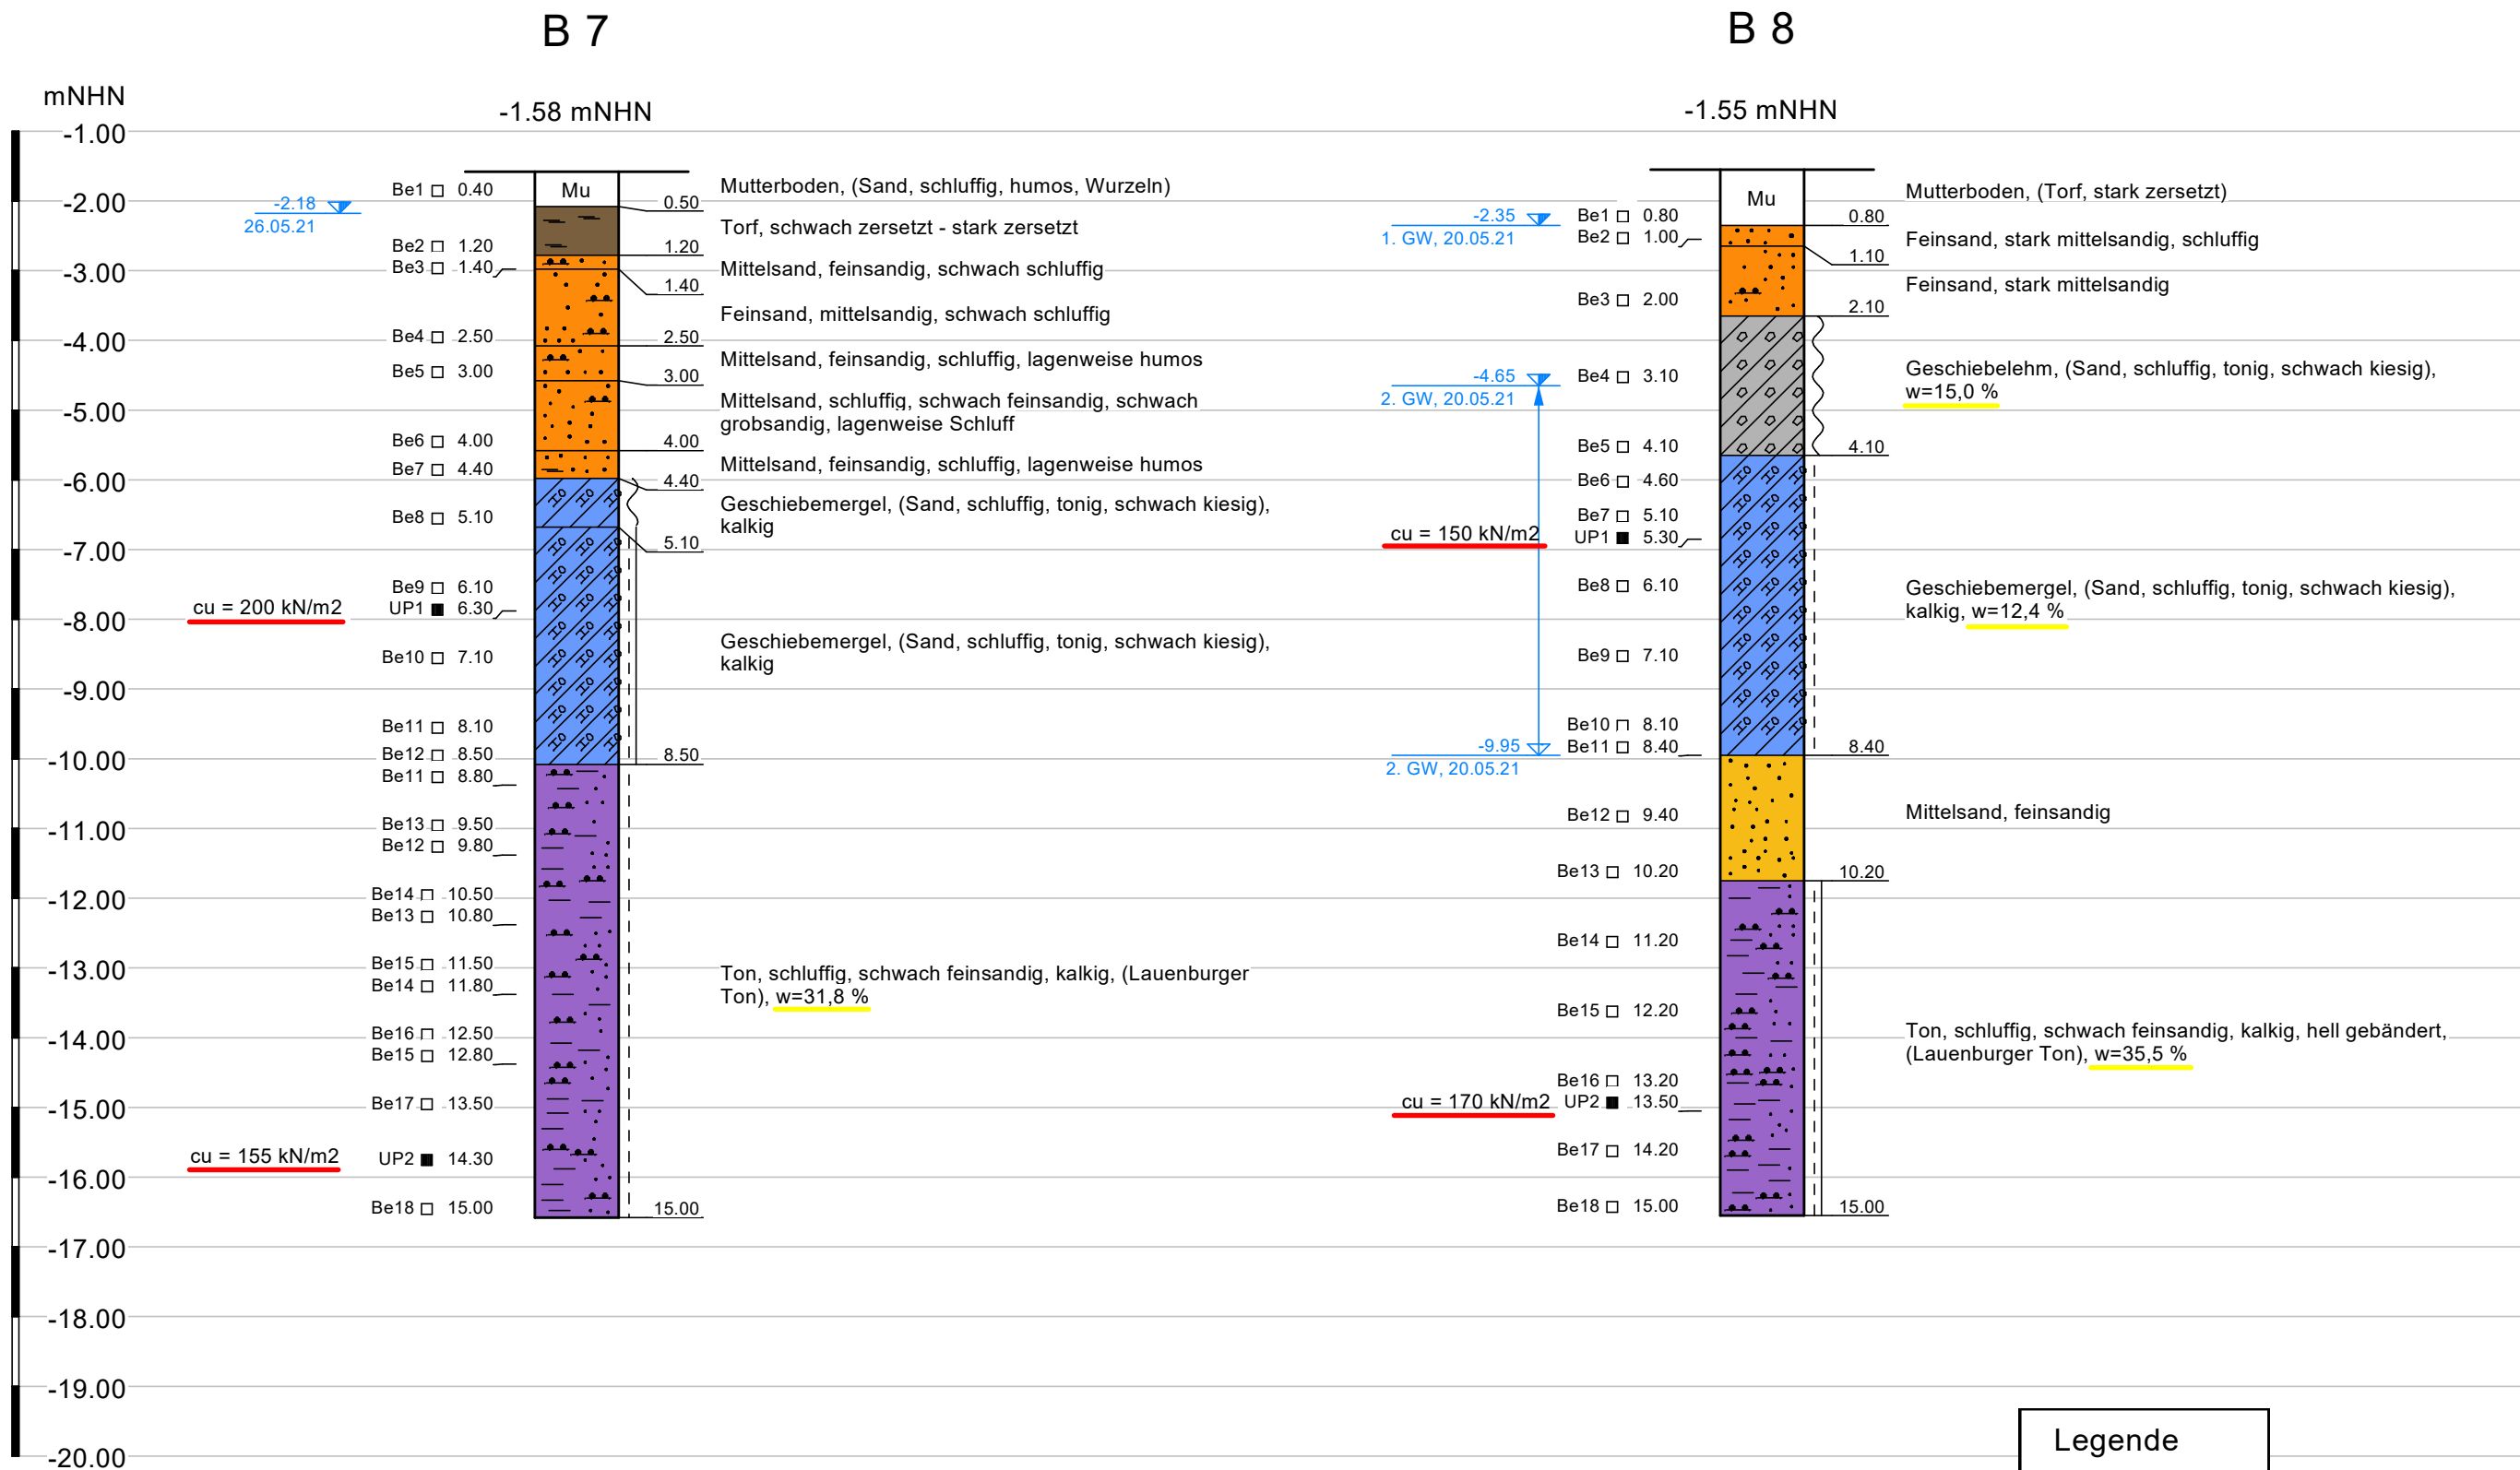 B 7
B 8
mNHN
-1.58 mNHN
-1.55 mNHN
-1.00
-2.00
-3.00
-4.00
-5.00
-6.00
-7.00
-8.00
-9.00
-10.00
-11.00
-12.00
-13.00
-14.00
-15.00
-16.00
-17.00
-18.00
-19.00
-20.00
-2.18
26.05.21
cu = 200 kN/m2
cu = 155 kN/m2
Be1 0.40
Be2 1.20
Be3 1.40
Be4 2.50
Be5 3.00
Be6 4.00
Be7 4.40
Be8 5.10
Be9 6.10
UP1 6.30
Be10 7.10
Be11 8.10
Be12 8.50
Be11 8.80
Be13 9.50
Be12 9.80
Be14 10.50
Be13 10.80
Be15 11.50
Be14 11.80
Be16 12.50
Be15 12.80
Be17 13.50
UP2 14.30
Be18 15.00
Mu
0.50
1.20
1.40
2.50
3.00
4.00
4.40
5.10
8.50
15.00
Mutterboden, (Sand, schluffig, humos, Wurzeln)
Torf, schwach zersetzt - stark zersetzt
Mittelsand, feinsandig, schwach schluffig
Feinsand, mittelsandig, schwach schluffig
Mittelsand, feinsandig, schluffig, lagenweise humos
Mittelsand, schluffig, schwach feinsandig, schwach
grobsandig, lagenweise Schluff
Mittelsand, feinsandig, schluffig, lagenweise humos
Geschiebemergel, (Sand, schluffig, tonig, schwach kiesig),
kalkig
Geschiebemergel, (Sand, schluffig, tonig, schwach kiesig),
kalkig
Ton, schluffig, schwach feinsandig, kalkig, (Lauenburger
Ton), w=31,8 %
-2.35
1. GW, 20.05.21
-4.65
2. GW, 20.05.21
cu = 150 kN/m2
-9.95
2. GW, 20.05.21
cu = 170 kN/m2
Be1 0.80
Be2 1.00
Be3 2.00
Be4 3.10
Be5 4.10
Be6 4.60
Be7 5.10
UP1 5.30
Be8 6.10
Be9 7.10
Be10 8.10
Be11 8.40
Be12 9.40
Be13 10.20
Be14 11.20
Be15 12.20
Be16 13.20
UP2 13.50
Be17 14.20
Be18 15.00
Mu
0.80
1.10
2.10
4.10
8.40
10.20
15.00
Mutterboden, (Torf, stark zersetzt)
Feinsand, stark mittelsandig, schluffig
Feinsand, stark mittelsandig
Geschiebelehm, (Sand, schluffig, tonig, schwach kiesig),
w=15,0 %
Geschiebemergel, (Sand, schluffig, tonig, schwach kiesig),
kalkig, w=12,4 %
Mittelsand, feinsandig
Ton, schluffig, schwach feinsandig, kalkig, hell gebändert,
(Lauenburger Ton), w=35,5 %
Legende